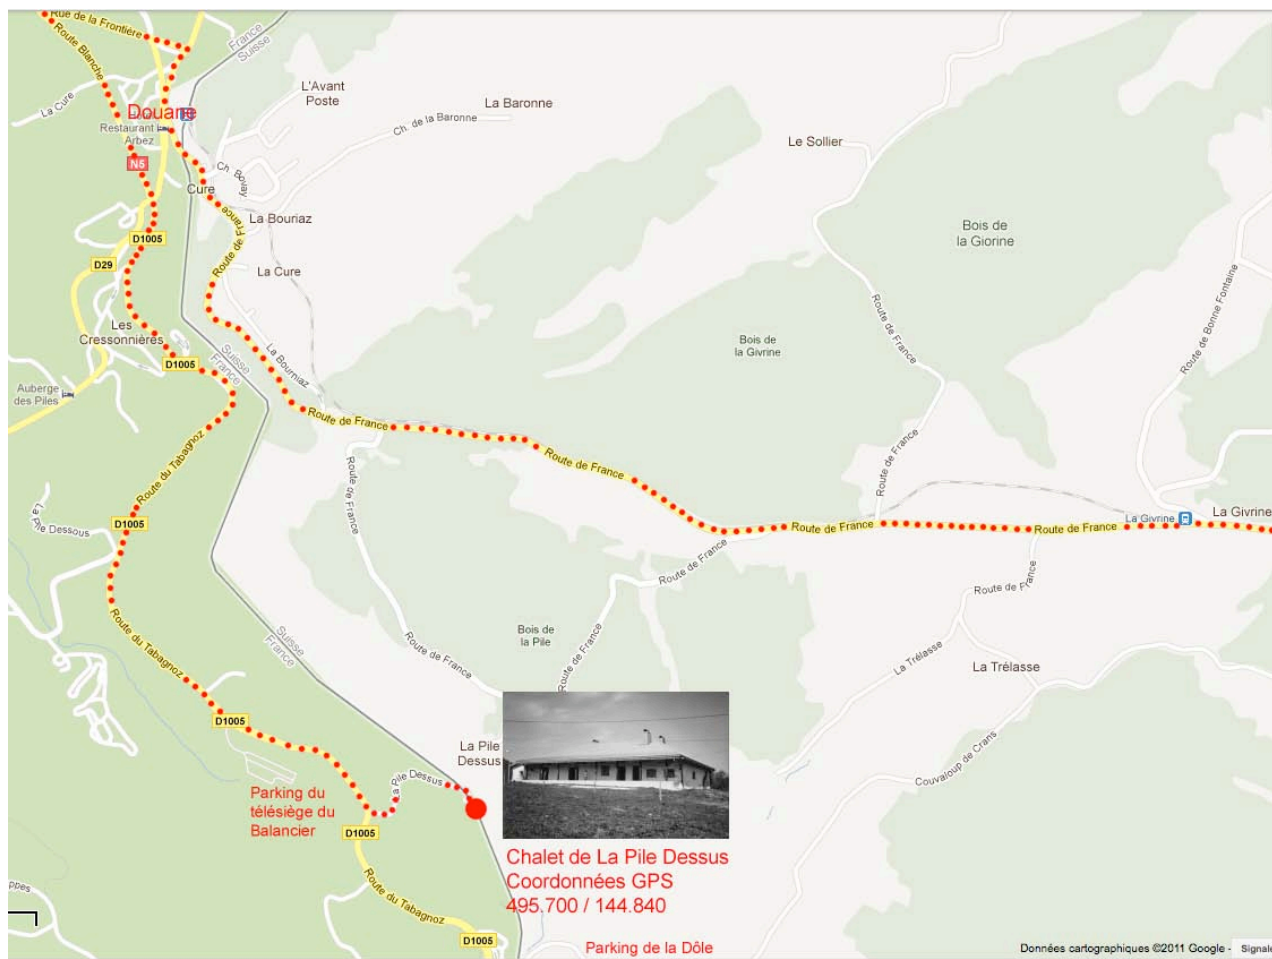 Rue de la Frontière
Route Blanche
France
Suisse
La Cure
Douane
Restaurant
Arbez
N5
L'Avant
Poste
La Baronne
Ch. de la Baronne
Le Sollier
Cure
La Bouriaz
Route de France
D1005
D29
La Cure
Bois de
la Giorine
Les
Cressonnières
Suisse
France
D1005
La Bourniaz
Bois de
la Givrine
Route de France
Route de Bonne Fontaine
Auberge
des Piles
Route de France
Route du Tabagnoz
Route de France
Route de France
Route de France
La Pile Dessous
D1005
Route de France
Route de France
La Givrine
La Givrine
Route de France
Route de France
Route du Tabagnoz
Suisse
France
Bois de
la Pile
Route de France
Route de France
La Trélasse
La Trélasse
D1005
La Pile
Dessus
La Pile Dessus
Couvaloup de Crans
Parking du
télésiège du
Balancier
D1005
Chalet de La Pile Dessus
Coordonnées GPS
495.700 / 144.840
Route du Tabagnoz
D1005
Parking de la Dôle
Données cartographiques ©2011 Google -